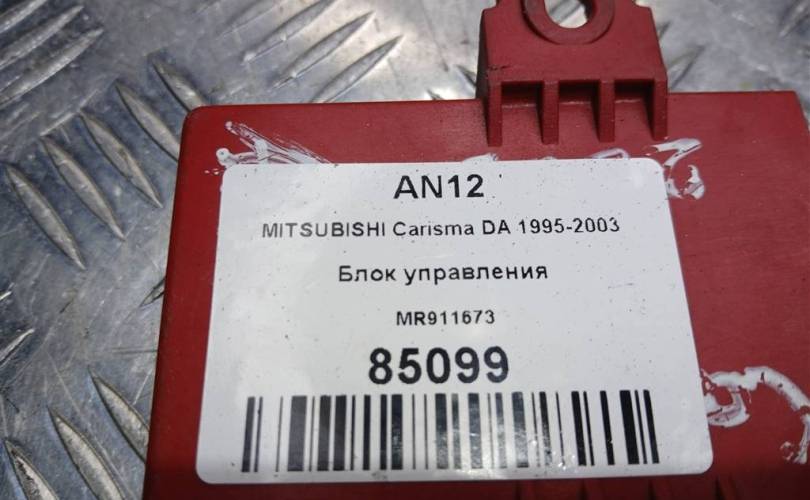 AN12
MITSUBISHI Carisma DA 1995-2003
Блок управления
MR911673
85099